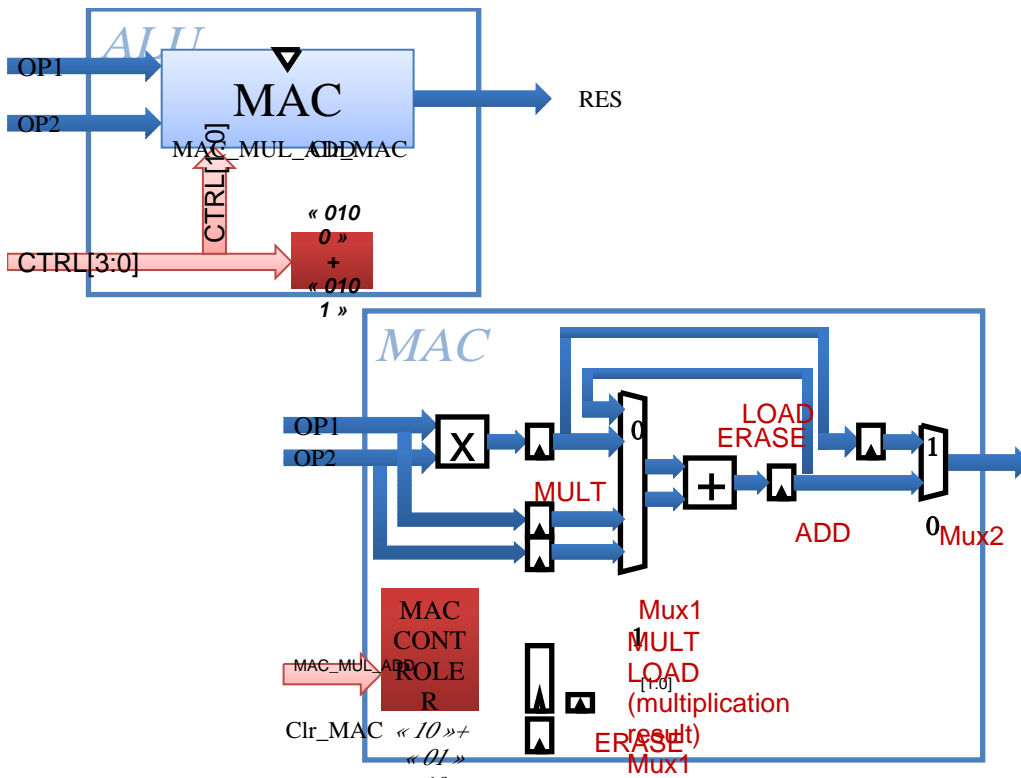 ALU
OP1
MAC
RES
OP2
MAC_MUL_ADD
Clr_MAC
CTRL[1:0]
« 010
0 »
+
« 010
1 »
CTRL[3:0]
MAC
OP1
OP2
X
0
LOAD
ERASE
1
+
MULT
ADD
0
Mux2
MAC
CONT
ROLE
R
MAC_MUL_ADD
Clr_MAC
« 10 »+
« 01 »
Mux1
1
MULT
LOAD
[1:0]
(multiplication
result)
ERASE
Mux1